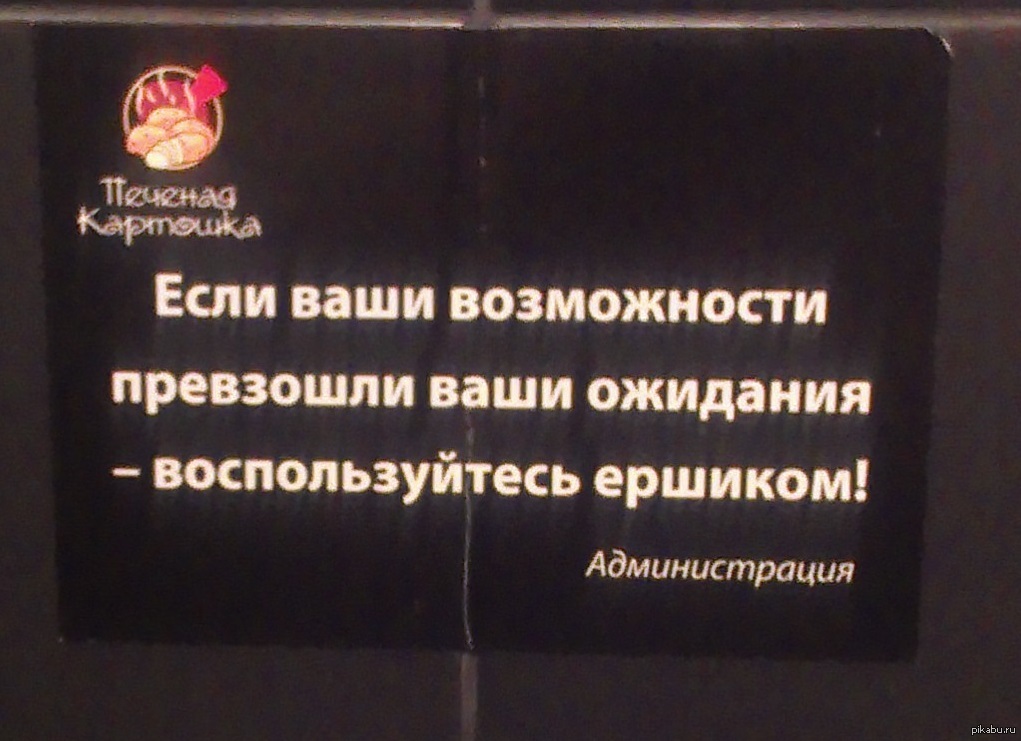 Печеная
Картошка
Если ваши возможности
превзошли ваши ожидания
– воспользуйтесь ершиком!
Администрация
pikabu.ru